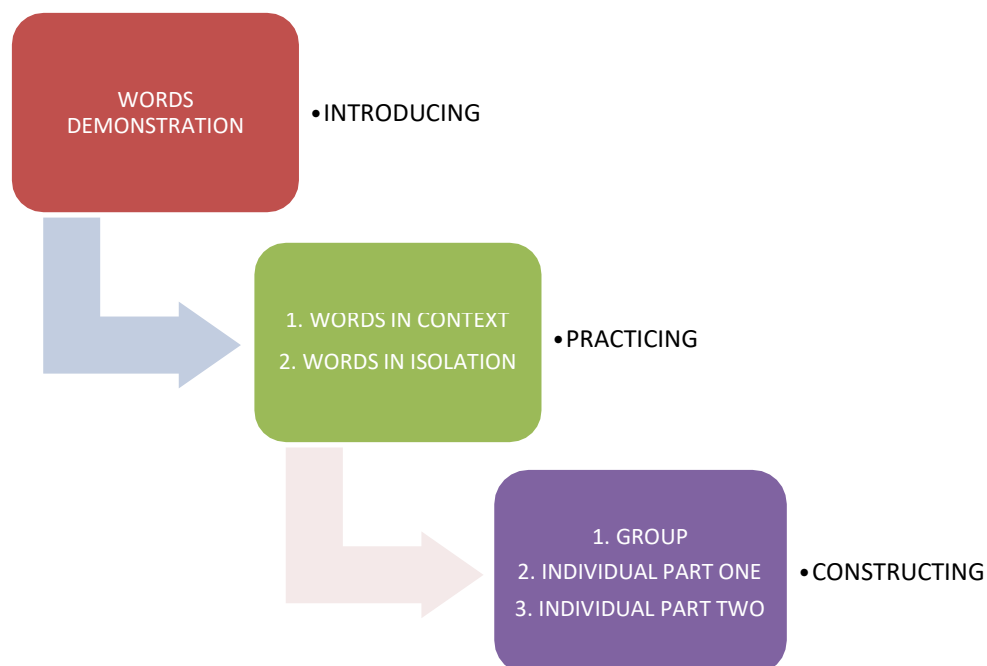 WORDS
DEMONSTRATION
•INTRODUCING
1. WORDS IN CONTEXT
2. WORDS IN ISOLATION
•PRACTICING
1. GROUP
2. INDIVIDUAL PART ONE
3. INDIVIDUAL PART TWO
•CONSTRUCTING